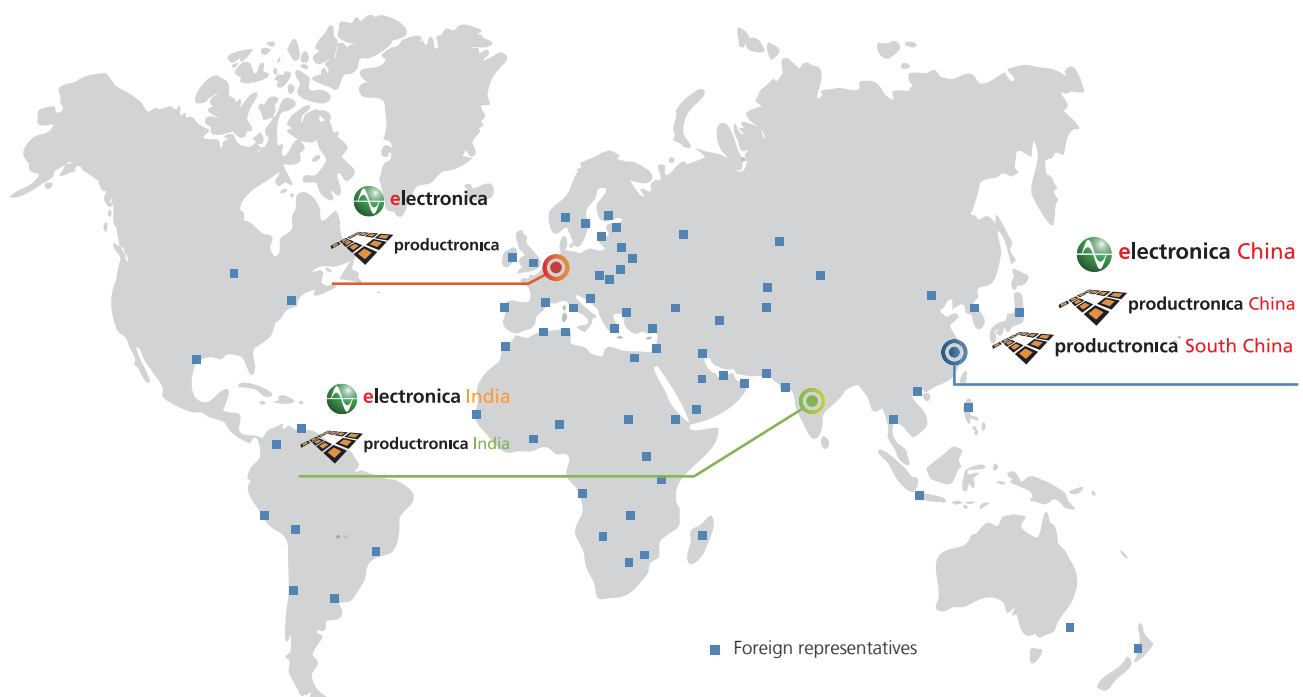 electronica
productronica
electronica China
productronica China
productronica South China
electronica India
productronica India
Foreign representatives